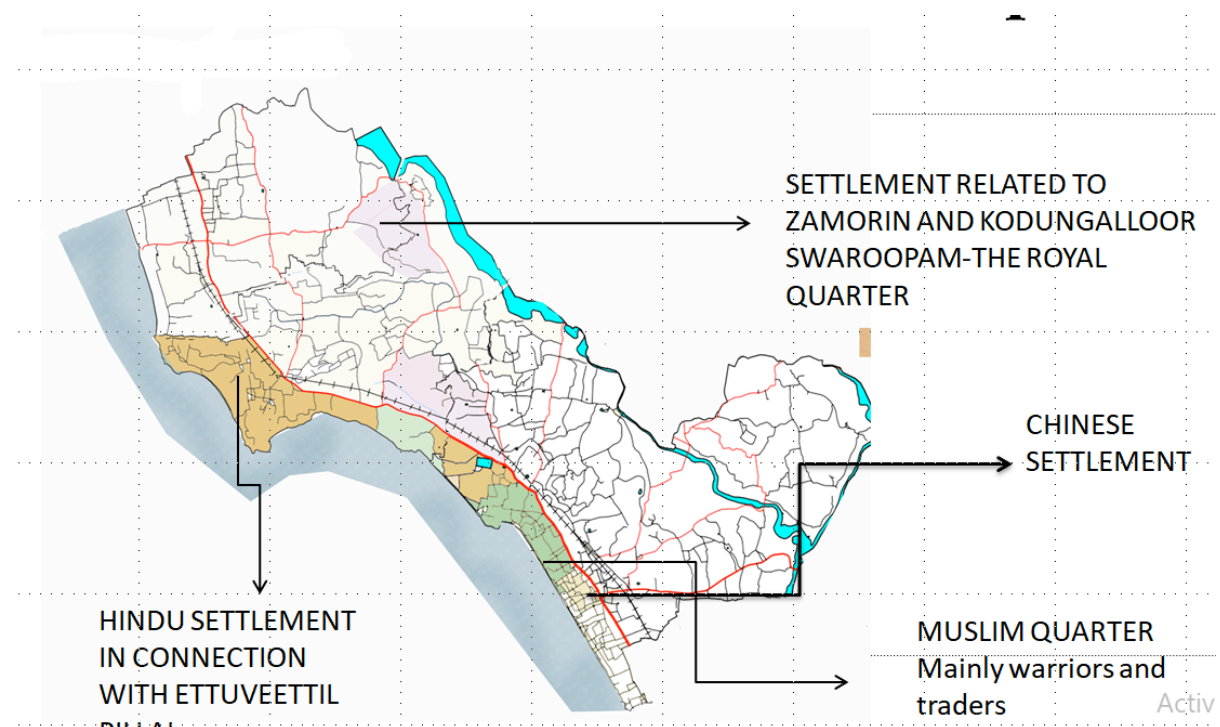 SETTLEMENT RELATED TO
ZAMORIN AND KODUNGALLOOR
SWAROOPAM-THE ROYAL
QUARTER
CHINESE
SETTLEMENT
HINDU SETTLEMENT
IN CONNECTION
WITH ETTUVEETTIL
MUSLIM QUARTER
Mainly warriors and
traders
Activ